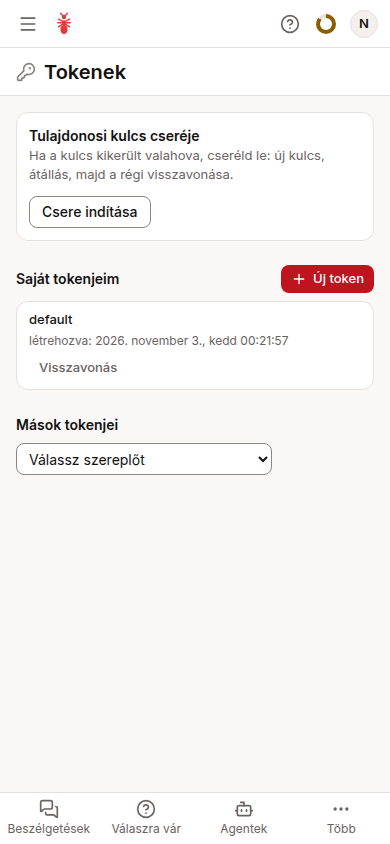 N
Tokenek
Tulajdonosi kulcs cseréje
Ha a kulcs kikerült valahova, cseréld le: új kulcs,
átállás, majd a régi visszavonása.
Csere indítása
Saját tokenjeim
Új token
default
létrehozva: 2026. november 3., kedd 00:21:57
Visszavonás
Mások tokenjei
Válassz szereplőt
Beszélgetések
Válaszra vár
Agentek
Több